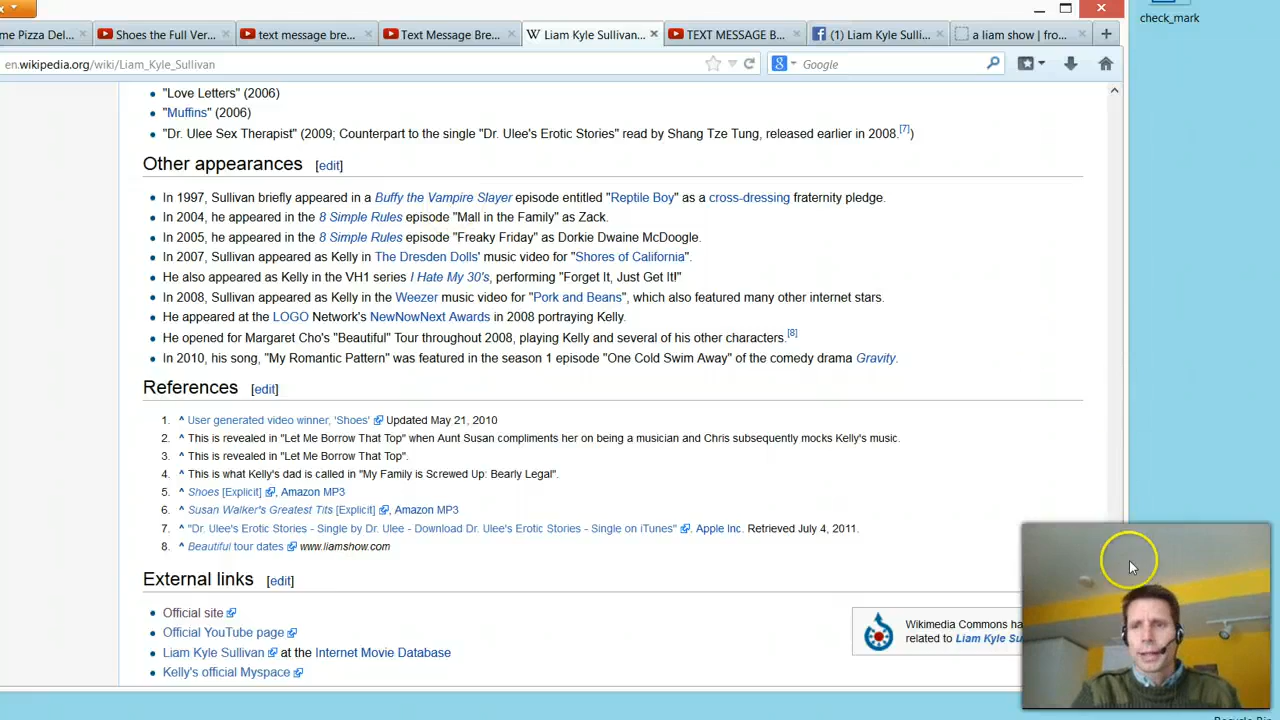 check_mark
me Pizza Del...
Shoes the Full Ver...
text message bre...
Text Message Bre...
Liam Kyle Sullivan...
TEXT MESSAGE B...
(1) Liam Kyle Sulli...
a liam show | fro...
en.wikipedia.org/wiki/Liam_Kyle_Sullivan
Google
"Love Letters" (2006)
"Muffins" (2006)
"Dr. Ulee Sex Therapist" (2009; Counterpart to the single "Dr. Ulee's Erotic Stories" read by Shang Tze Tung, released earlier in 2008.[7])
Other appearances [edit]
In 1997, Sullivan briefly appeared in a Buffy the Vampire Slayer episode entitled "Reptile Boy" as a cross-dressing fraternity pledge.
In 2004, he appeared in the 8 Simple Rules episode "Mall in the Family" as Zack.
In 2005, he appeared in the 8 Simple Rules episode "Freaky Friday" as Dorkie Dwaine McDoogle.
In 2007, Sullivan appeared as Kelly in The Dresden Dolls' music video for "Shores of California".
He also appeared as Kelly in the VH1 series I Hate My 30's, performing "Forget It, Just Get It!"
In 2008, Sullivan appeared as Kelly in the Weezer music video for "Pork and Beans", which also featured many other internet stars.
He appeared at the LOGO Network's NewNowNext Awards in 2008 portraying Kelly.
He opened for Margaret Cho's "Beautiful" Tour throughout 2008, playing Kelly and several of his other characters.[8]
In 2010, his song, "My Romantic Pattern" was featured in the season 1 episode "One Cold Swim Away" of the comedy drama Gravity.
References [edit]
1. ^ User generated video winner, 'Shoes' Updated May 21, 2010
2. ^ This is revealed in "Let Me Borrow That Top" when Aunt Susan compliments her on being a musician and Chris subsequently mocks Kelly's music.
3. ^ This is revealed in "Let Me Borrow That Top".
4. ^ This is what Kelly's dad is called in "My Family is Screwed Up: Bearly Legal".
5. ^ Shoes [Explicit], Amazon MP3
6. ^ Susan Walker's Greatest Tits [Explicit], Amazon MP3
7. ^ "Dr. Ulee's Erotic Stories - Single by Dr. Ulee - Download Dr. Ulee's Erotic Stories - Single on iTunes". Apple Inc. Retrieved July 4, 2011.
8. ^ Beautiful tour dates www.liamshow.com
External links [edit]
Official site
Official YouTube page
Liam Kyle Sullivan at the Internet Movie Database
Kelly's official Myspace
Wikimedia Commons ha
related to Liam Kyle Su